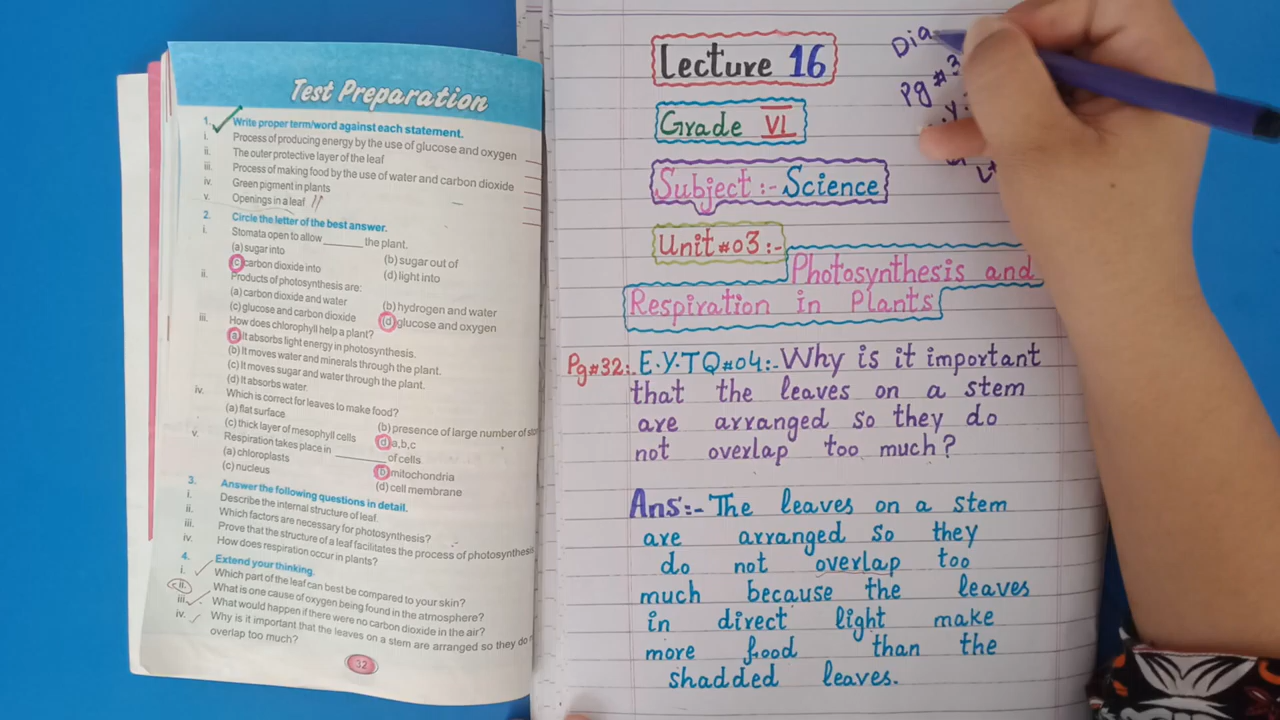 Test Preparation
1. Write proper term/word against each statement.
i. Process of producing energy by the use of glucose and oxygen
ii. The outer protective layer of the leaf
iii. Process of making food by the use of water and carbon dioxide
iv. Green pigment in plants
v. Openings in a leaf
2. Circle the letter of the best answer.
i. Stomata open to allow ______ the plant.
(a) sugar into (b) sugar out of
(c) carbon dioxide into (d) light into
ii. Products of photosynthesis are:
(a) carbon dioxide and water (b) hydrogen and water
(c) glucose and carbon dioxide (d) glucose and oxygen
iii. How does chlorophyll help a plant?
(a) It absorbs light energy in photosynthesis.
(b) It moves water and minerals through the plant.
(c) It moves sugar and water through the plant.
(d) It absorbs water.
iv. Which is correct for leaves to make food?
(a) flat surface (b) presence of large number of
(c) thick layer of mesophyll cells (d) a,b,c
v. Respiration takes place in ________ of cells.
(a) chloroplasts (b) mitochondria
(c) nucleus (d) cell membrane
3. Answer the following questions in detail.
i. Describe the internal structure of leaf.
ii. Which factors are necessary for photosynthesis?
iii. Prove that the structure of a leaf facilitates the process of photosynthesis
iv. How does respiration occur in plants?
4. Extend your thinking.
i. Which part of the leaf can best be compared to your skin?
ii. What is one cause of oxygen being found in the atmosphere?
iii. What would happen if there were no carbon dioxide in the air?
iv. Why is it important that the leaves on a stem are arranged so they do
overlap too much?
32
Lecture 16
Grade VI
Subject:- Science
Unit#03:-
Photosynthesis and
Respiration in Plants
Pg#32:. E.Y.T Q#04:. Why is it important
that the leaves on a stem
are arranged so they do
not overlap too much?
Ans:- The leaves on a stem
are arranged so they
do not overlap too
much because the leaves
in direct light make
more food than the
shadded leaves.
Dia
Pg # 3